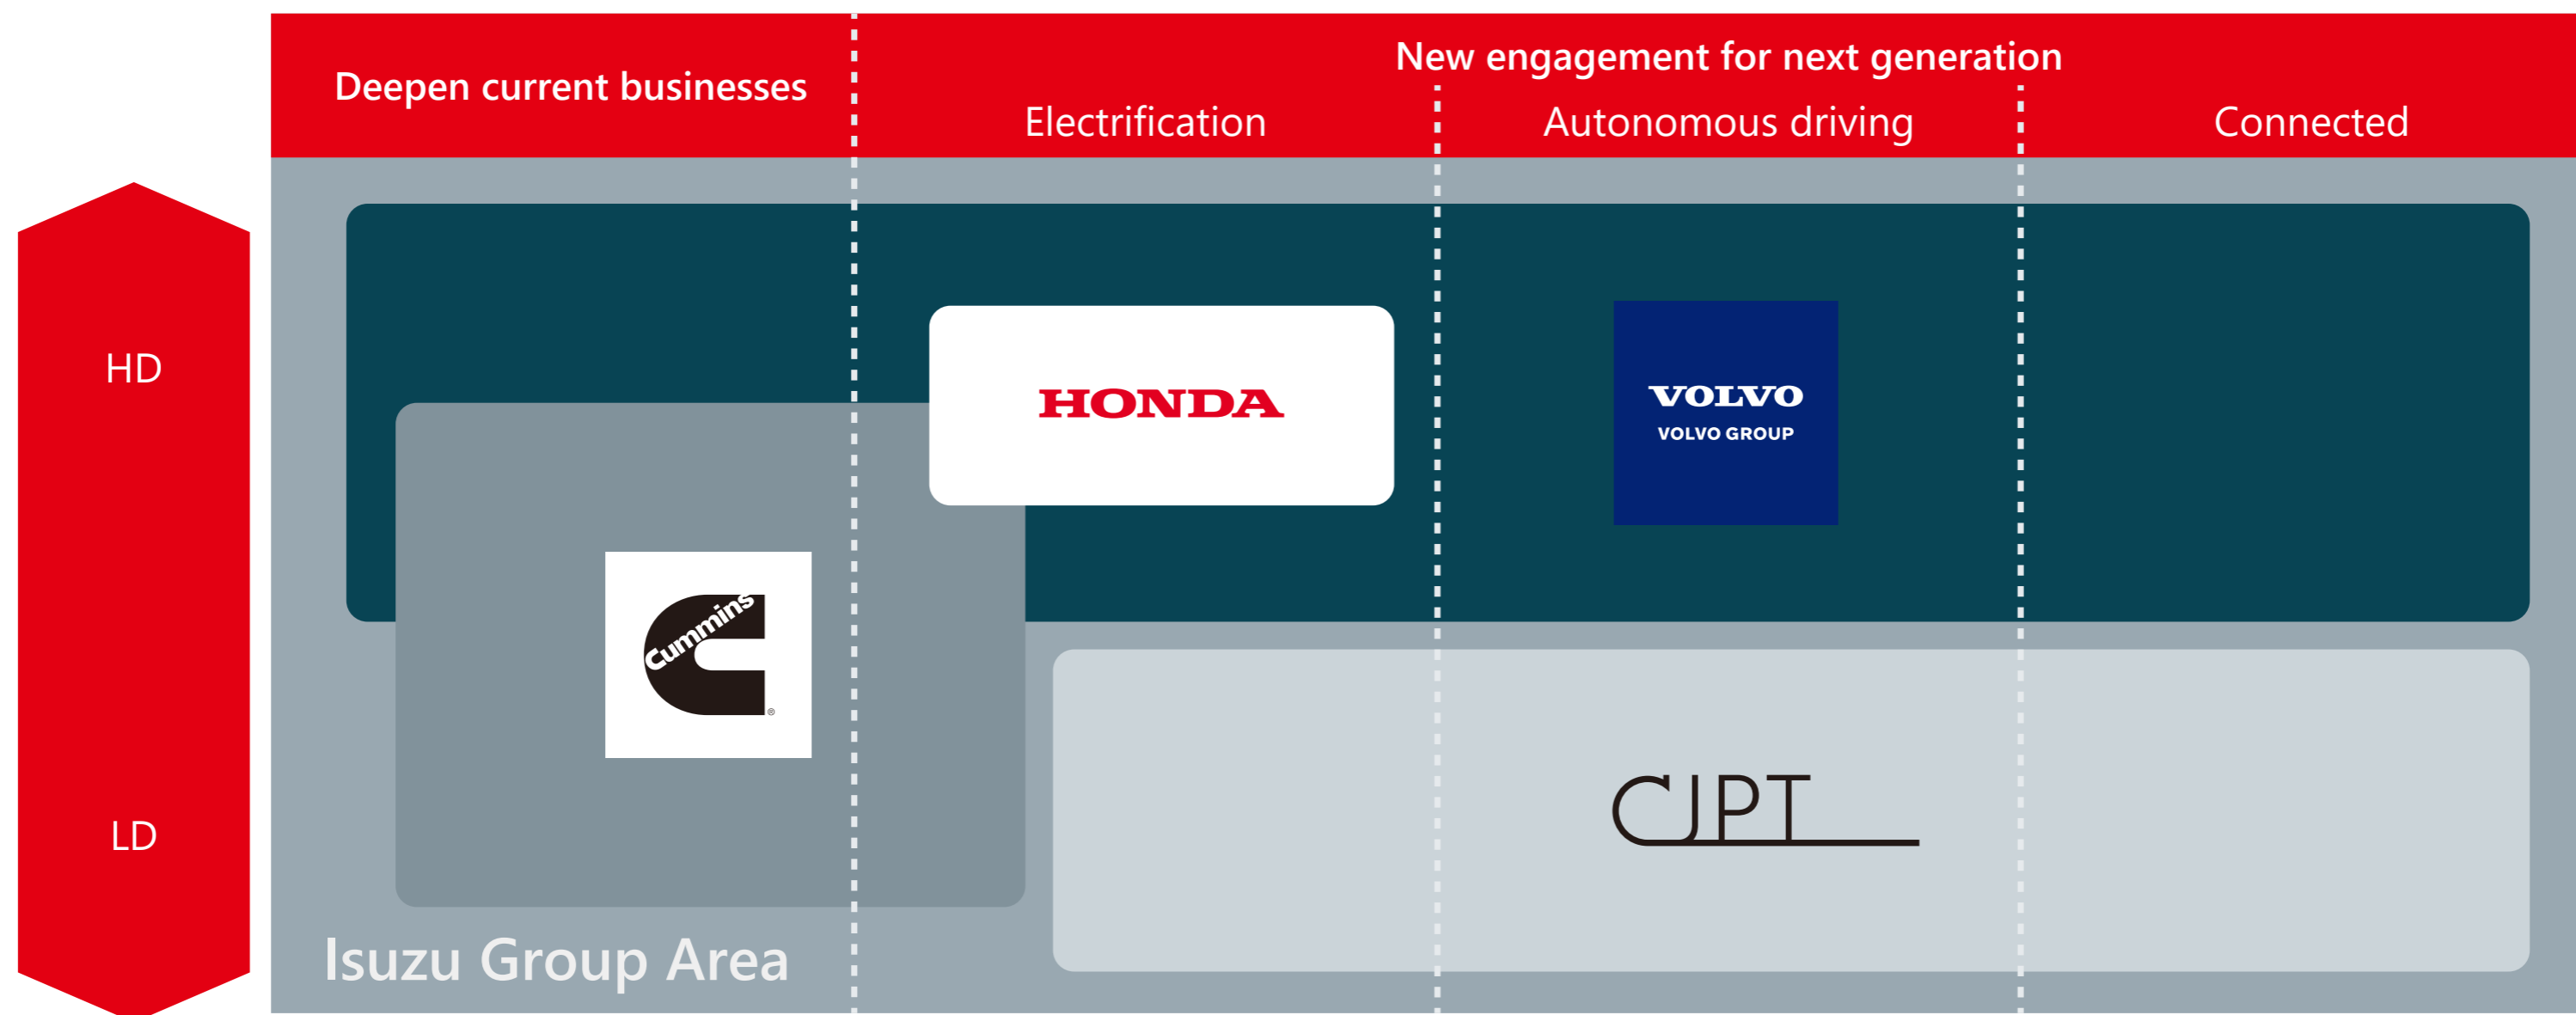 Deepen current businesses
New engagement for next generation
Electrification
Autonomous driving
Connected
HD
HONDA
VOLVO
VOLVO GROUP
Cummins
®
LD
CJPT
Isuzu Group Area